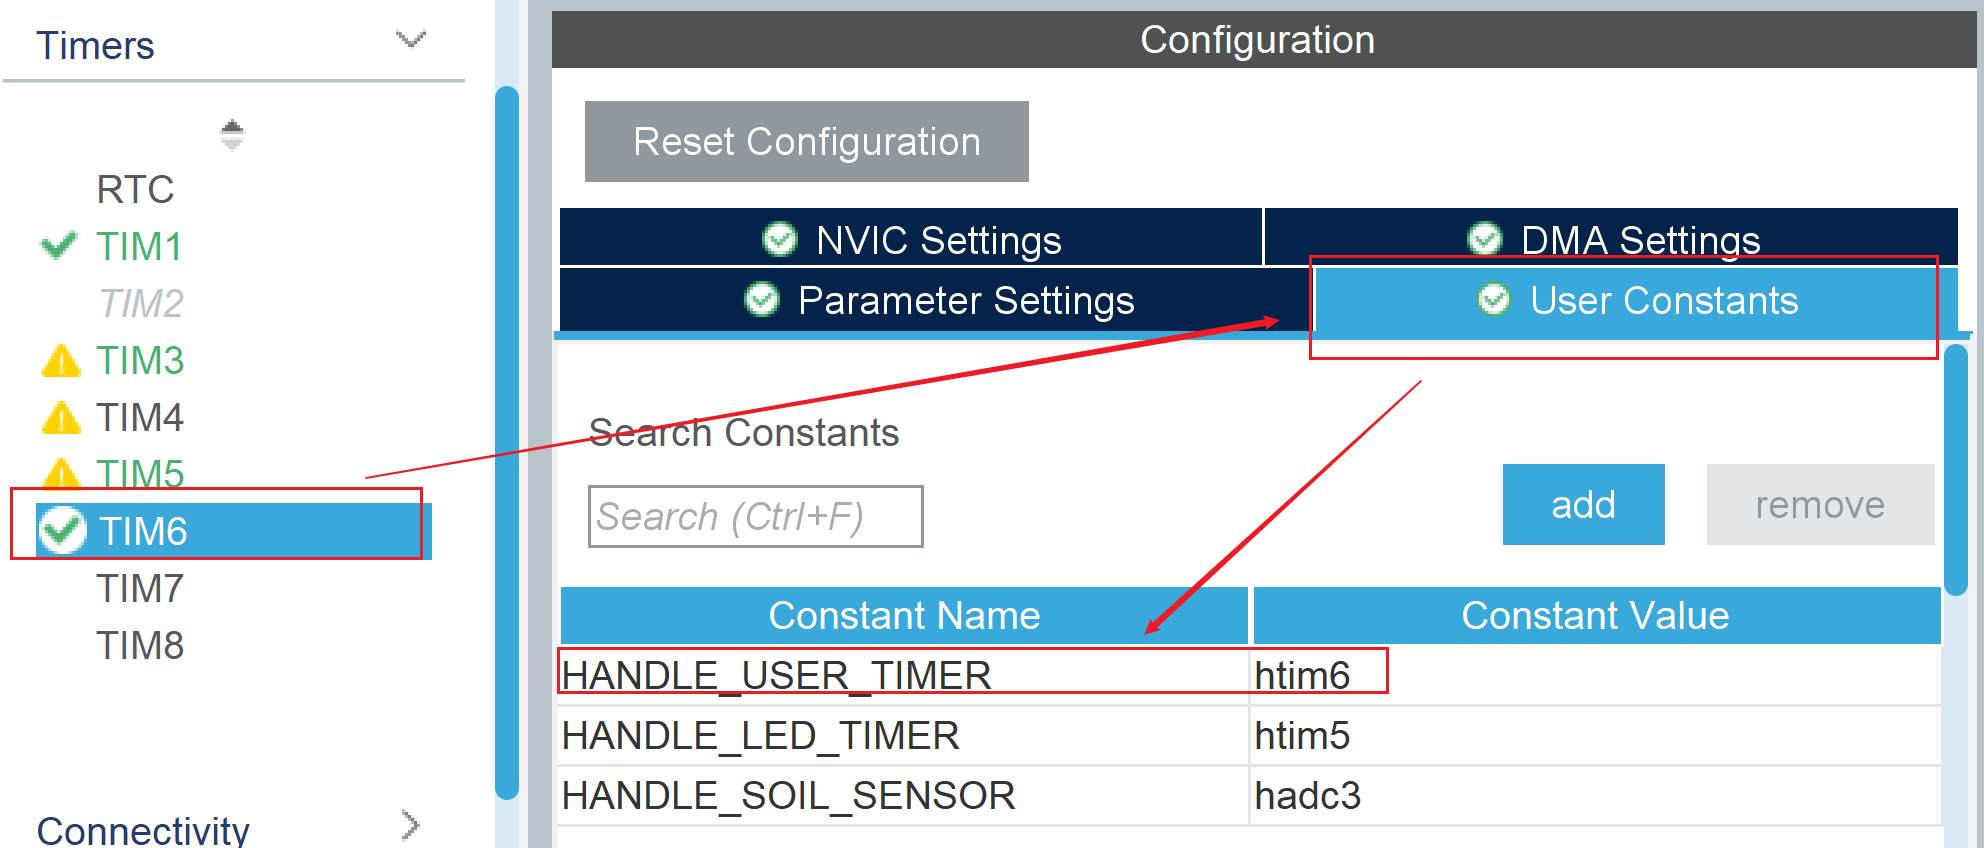 Timers
RTC
TIM1
TIM2
TIM3
TIM4
TIM5
TIM6
TIM7
TIM8
Connectivity
Configuration
Reset Configuration
NVIC Settings
DMA Settings
Parameter Settings
User Constants
Search Constants
Search (Ctrl+F)
add
remove
Constant Name
Constant Value
HANDLE_USER_TIMER htim6
HANDLE_LED_TIMER htim5
HANDLE_SOIL_SENSOR hadc3